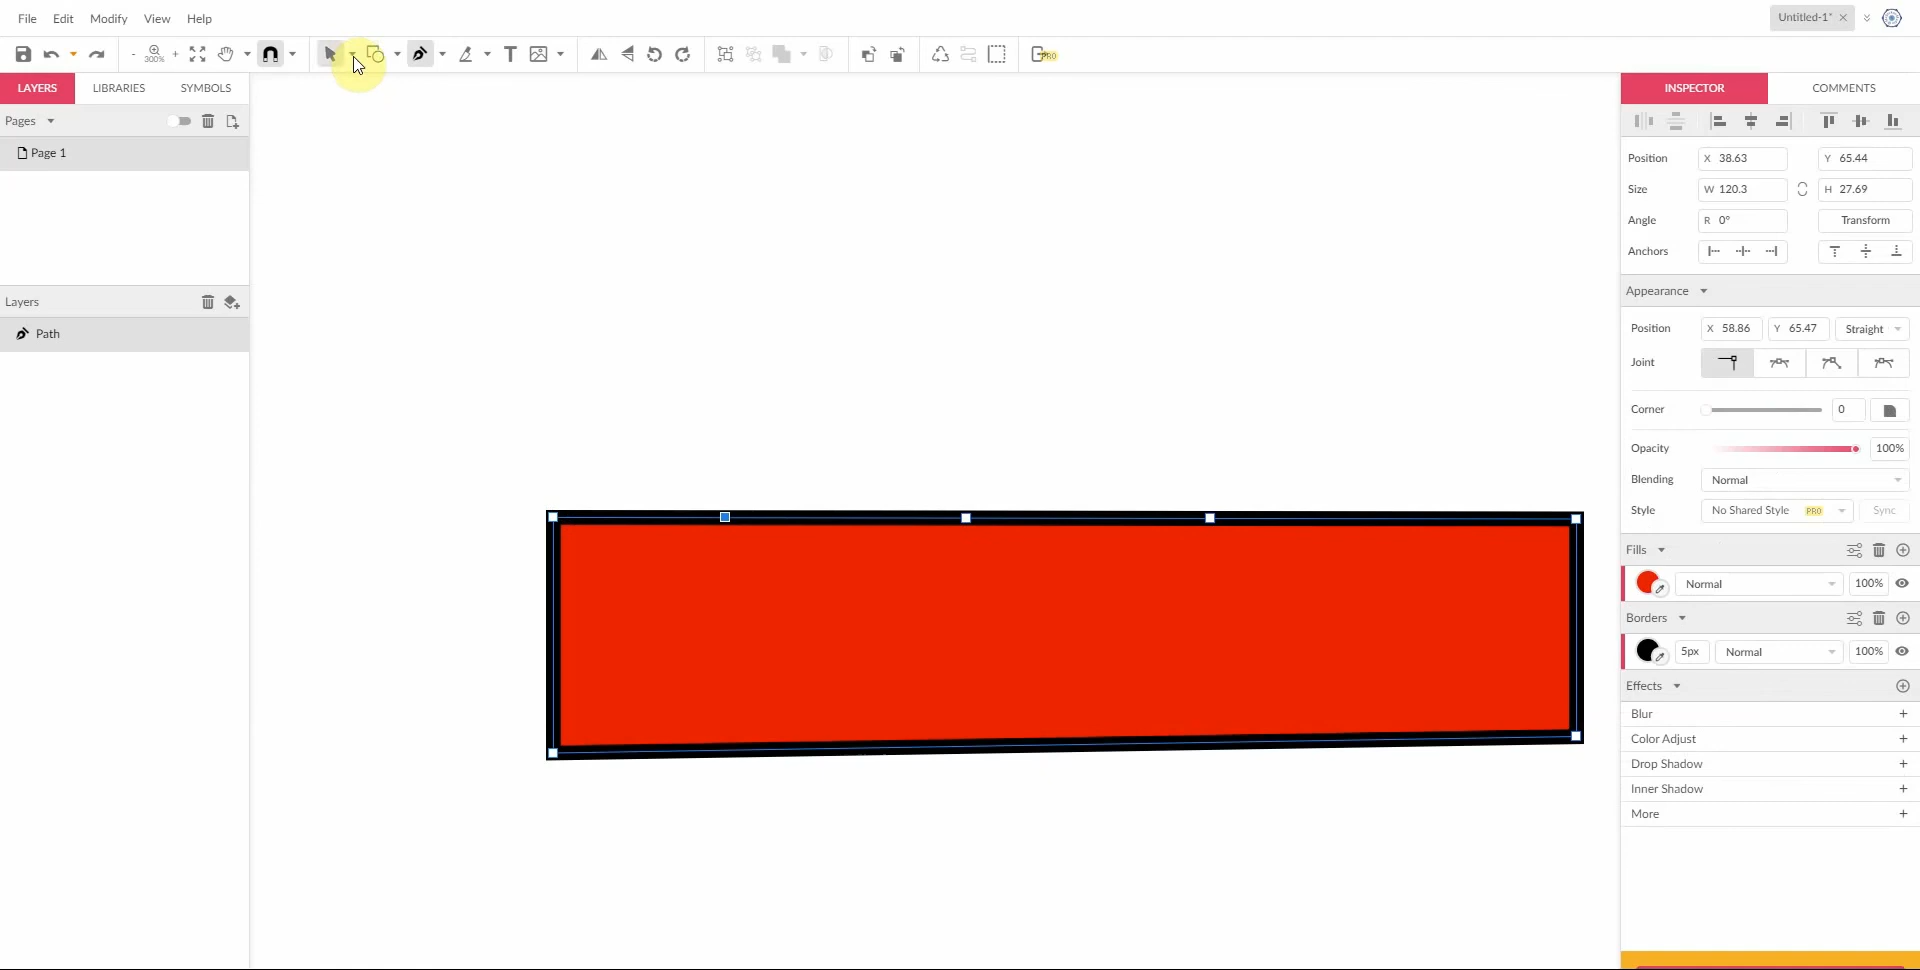 File Edit Modify View Help
Untitled-1*
- 300% +
T
PRO
LAYERS LIBRARIES SYMBOLS
INSPECTOR COMMENTS
Pages
Page 1
Layers
Path
Position X 38.63 Y 65.44
Size W 120.3 H 27.69
Angle R 0° Transform
Anchors
Appearance
Position X 58.86 Y 65.47 Straight
Joint
Corner 0
Opacity 100%
Blending Normal
Style No Shared Style PRO Sync
Fills
Normal 100%
Borders
5px Normal 100%
Effects
Blur +
Color Adjust +
Drop Shadow +
Inner Shadow +
More +